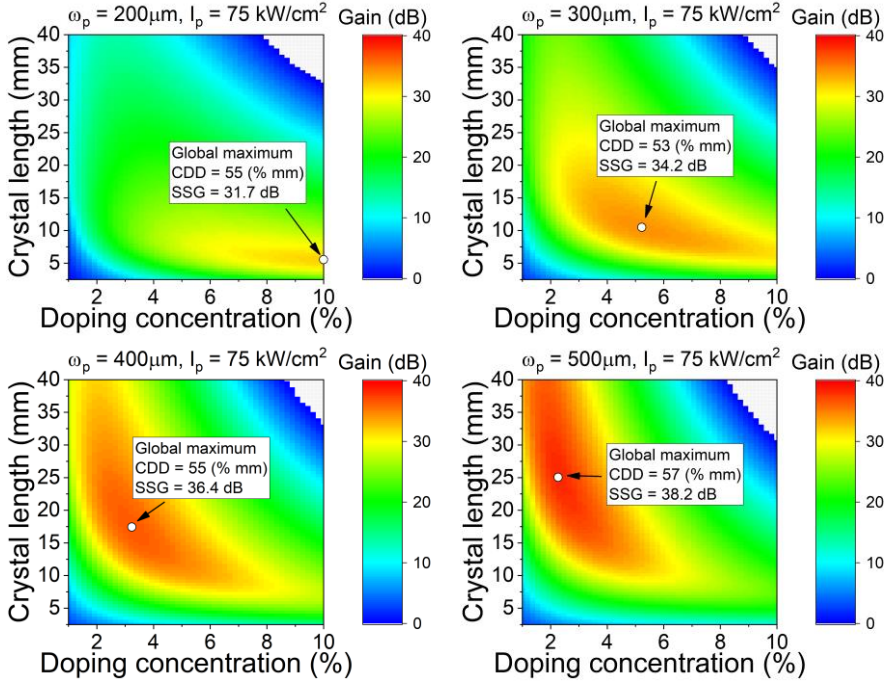 ωp = 200μm, Ip = 75 kW/cm² Gain (dB)
Crystal length (mm)
40
35
30
25
20
15
10
5
2 4 6 8 10
Doping concentration (%)
Global maximum
CDD = 55 (% mm)
SSG = 31.7 dB
40
30
20
10
0
ωp = 300μm, Ip = 75 kW/cm² Gain (dB)
Crystal length (mm)
40
35
30
25
20
15
10
5
2 4 6 8 10
Doping concentration (%)
Global maximum
CDD = 53 (% mm)
SSG = 34.2 dB
40
30
20
10
0
ωp = 400μm, Ip = 75 kW/cm² Gain (dB)
Crystal length (mm)
40
35
30
25
20
15
10
5
2 4 6 8 10
Doping concentration (%)
Global maximum
CDD = 55 (% mm)
SSG = 36.4 dB
40
30
20
10
0
ωp = 500μm, Ip = 75 kW/cm² Gain (dB)
Crystal length (mm)
40
35
30
25
20
15
10
5
2 4 6 8 10
Doping concentration (%)
Global maximum
CDD = 57 (% mm)
SSG = 38.2 dB
40
30
20
10
0